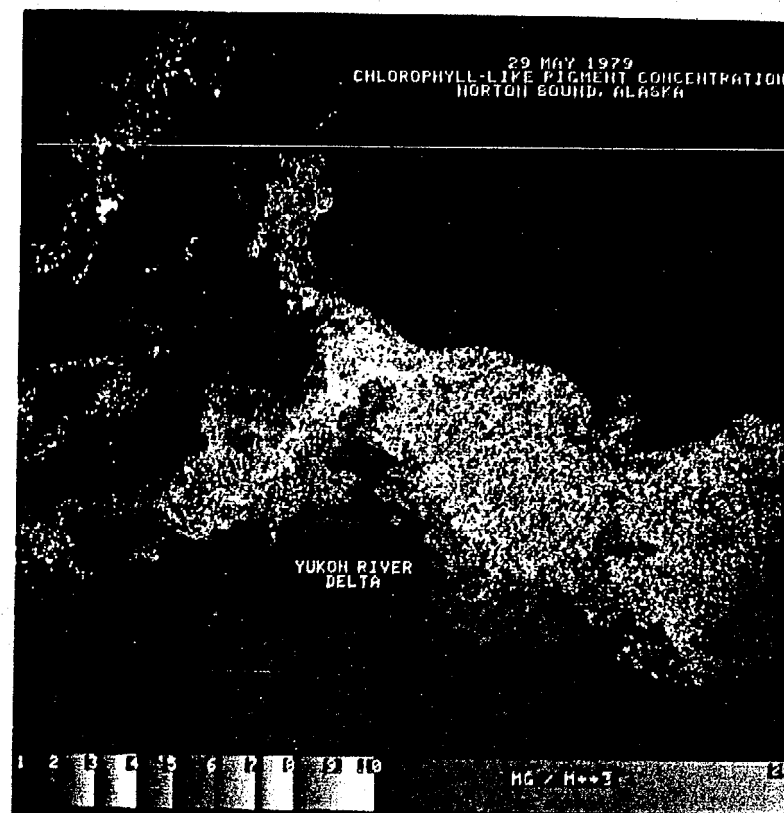 29 MAY 1979
CHLOROPHYLL-LIKE PIGMENT CONCENTRATION
NORTON SOUND, ALASKA
YUKON RIVER
DELTA
1 2 3 4 5 6 7 8 9 10 MG / M**3